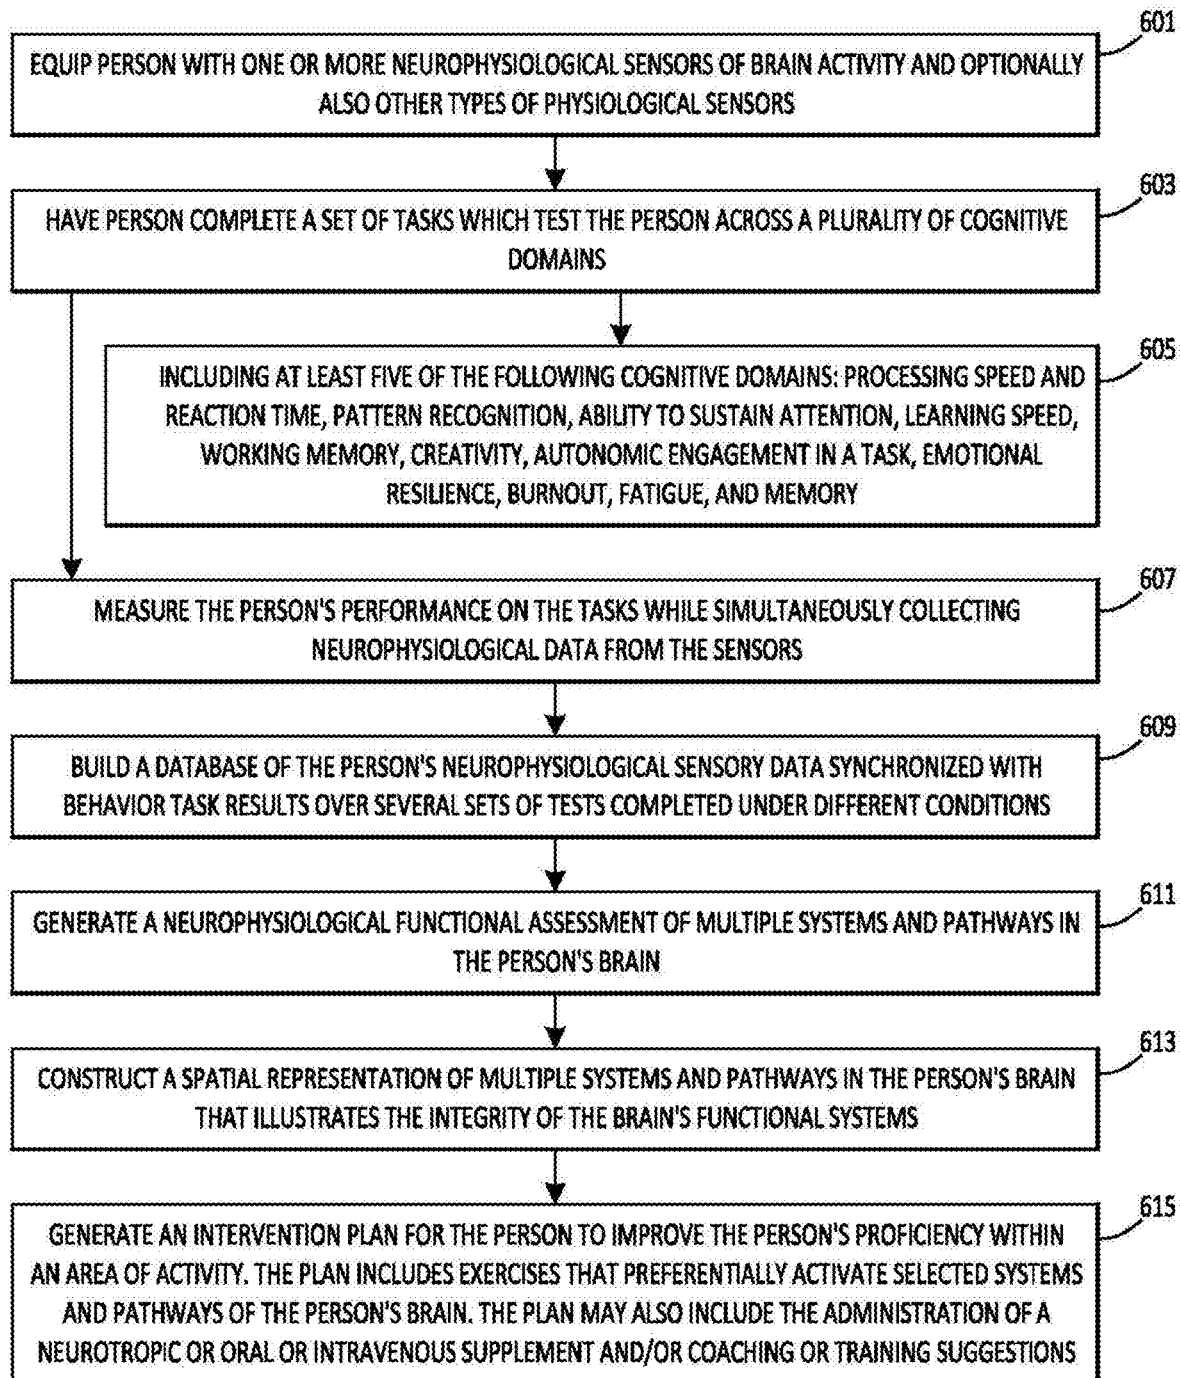 601
EQUIP PERSON WITH ONE OR MORE NEUROPHYSIOLOGICAL SENSORS OF BRAIN ACTIVITY AND OPTIONALLY
ALSO OTHER TYPES OF PHYSIOLOGICAL SENSORS
603
HAVE PERSON COMPLETE A SET OF TASKS WHICH TEST THE PERSON ACROSS A PLURALITY OF COGNITIVE
DOMAINS
605
INCLUDING AT LEAST FIVE OF THE FOLLOWING COGNITIVE DOMAINS: PROCESSING SPEED AND
REACTION TIME, PATTERN RECOGNITION, ABILITY TO SUSTAIN ATTENTION, LEARNING SPEED,
WORKING MEMORY, CREATIVITY, AUTONOMIC ENGAGEMENT IN A TASK, EMOTIONAL
RESILIENCE, BURNOUT, FATIGUE, AND MEMORY
607
MEASURE THE PERSON'S PERFORMANCE ON THE TASKS WHILE SIMULTANEOUSLY COLLECTING
NEUROPHYSIOLOGICAL DATA FROM THE SENSORS
609
BUILD A DATABASE OF THE PERSON'S NEUROPHYSIOLOGICAL SENSORY DATA SYNCHRONIZED WITH
BEHAVIOR TASK RESULTS OVER SEVERAL SETS OF TESTS COMPLETED UNDER DIFFERENT CONDITIONS
611
GENERATE A NEUROPHYSIOLOGICAL FUNCTIONAL ASSESSMENT OF MULTIPLE SYSTEMS AND PATHWAYS IN
THE PERSON'S BRAIN
613
CONSTRUCT A SPATIAL REPRESENTATION OF MULTIPLE SYSTEMS AND PATHWAYS IN THE PERSON'S BRAIN
THAT ILLUSTRATES THE INTEGRITY OF THE BRAIN'S FUNCTIONAL SYSTEMS
615
GENERATE AN INTERVENTION PLAN FOR THE PERSON TO IMPROVE THE PERSON'S PROFICIENCY WITHIN
AN AREA OF ACTIVITY. THE PLAN INCLUDES EXERCISES THAT PREFERENTIALLY ACTIVATE SELECTED SYSTEMS
AND PATHWAYS OF THE PERSON'S BRAIN. THE PLAN MAY ALSO INCLUDE THE ADMINISTRATION OF A
NEUROTROPIC OR ORAL OR INTRAVENOUS SUPPLEMENT AND/OR COACHING OR TRAINING SUGGESTIONS